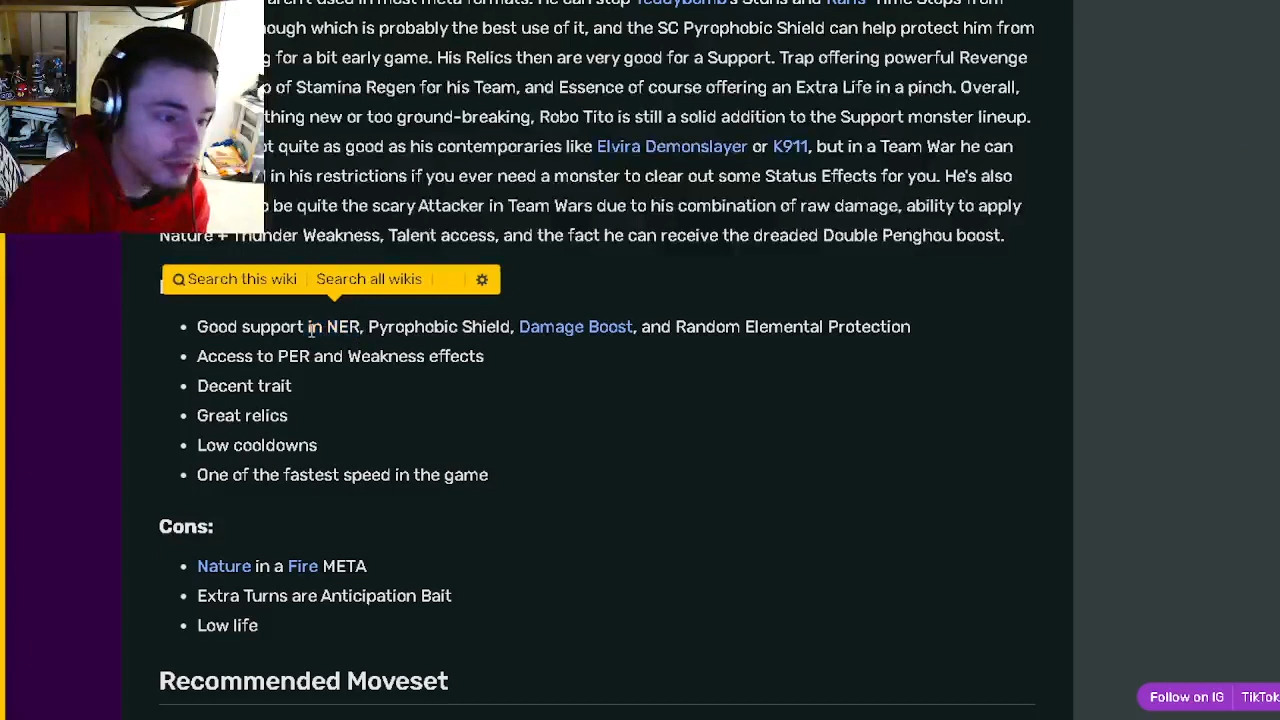 aren't used in most meta formats. He can stop Teddybomb's Stuns and
Time Stops from
ough which is probably the best use of it, and the SC Pyrophobic Shield can help protect him from
g for a bit early game. His Relics then are very good for a Support. Trap offering powerful Revenge
p of Stamina Regen for his Team, and Essence of course offering an Extra Life in a pinch. Overall,
thing new or too ground-breaking, Robo Tito is still a solid addition to the Support monster lineup.
t quite as good as his contemporaries like Elvira Demonslayer or K911, but in a Team War he can
in his restrictions if you ever need a monster to clear out some Status Effects for you. He's also
be quite the scary Attacker in Team Wars due to his combination of raw damage, ability to apply
Nature + Thunder Weakness, Talent access, and the fact he can receive the dreaded Double Penghou boost.
Search this wiki Search all wikis
Good support in NER, Pyrophobic Shield, Damage Boost, and Random Elemental Protection
Access to PER and Weakness effects
Decent trait
Great relics
Low cooldowns
One of the fastest speed in the game
Cons:
Nature in a Fire META
Extra Turns are Anticipation Bait
Low life
Recommended Moveset
Follow on IG TikTok